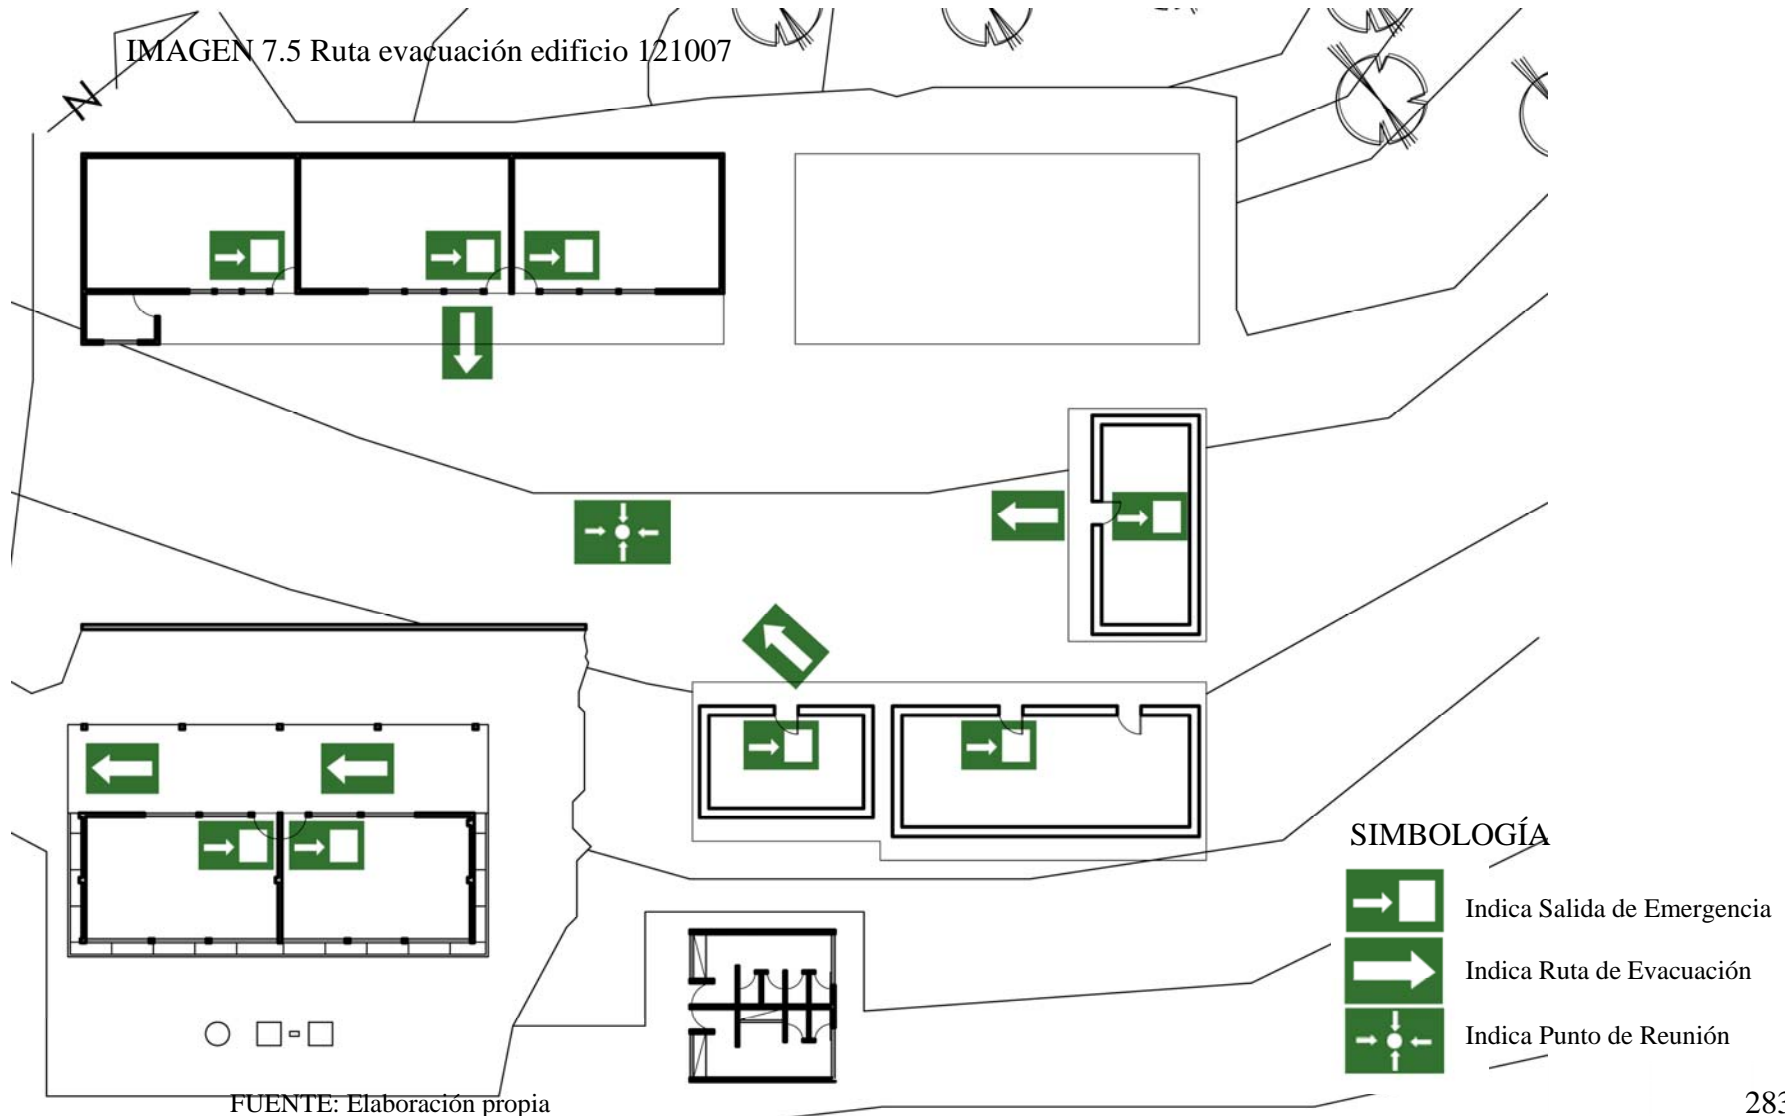 IMAGEN 7.5 Ruta evacuación edificio 121007
N
SIMBOLOGÍA
Indica Salida de Emergencia
Indica Ruta de Evacuación
Indica Punto de Reunión
FUENTE: Elaboración propia
283